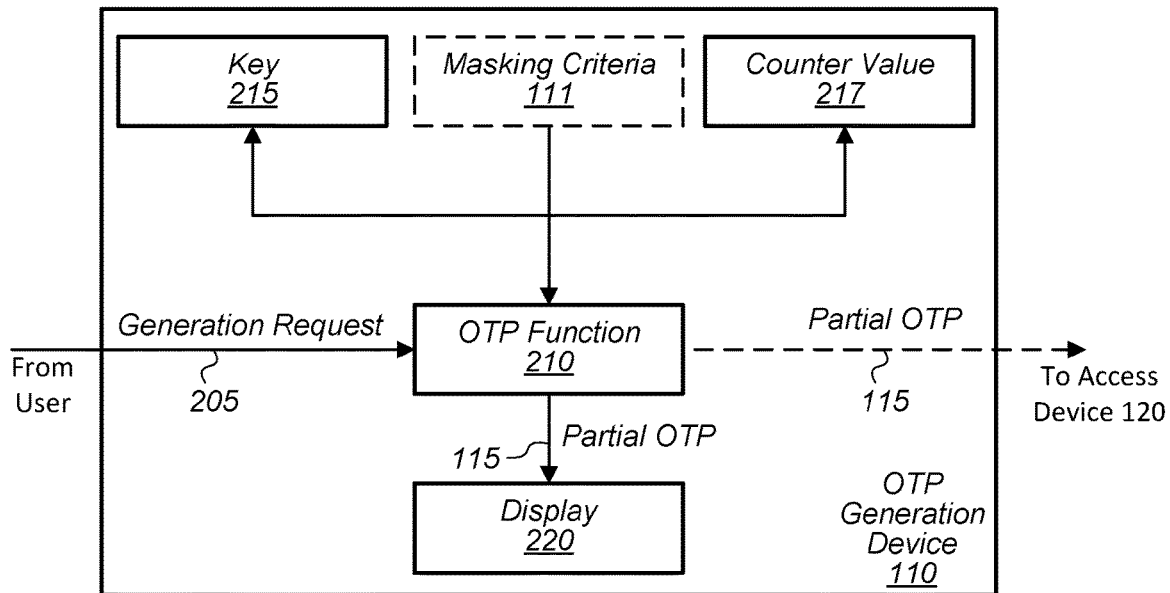 Key
215
Masking Criteria
111
Counter Value
217
Generation Request
205
From
User
OTP Function
210
Partial OTP
115
To Access
Device 120
115
Partial OTP
Display
220
OTP
Generation
Device
110